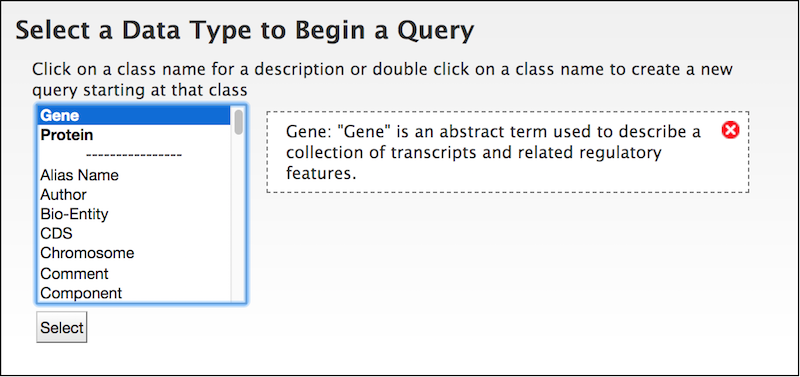 Select a Data Type to Begin a Query
Click on a class name for a description or double click on a class name to create a new
query starting at that class
Gene
Protein
----------------
Alias Name
Author
Bio-Entity
CDS
Chromosome
Comment
Component
Gene: "Gene" is an abstract term used to describe a
collection of transcripts and related regulatory
features.
Select